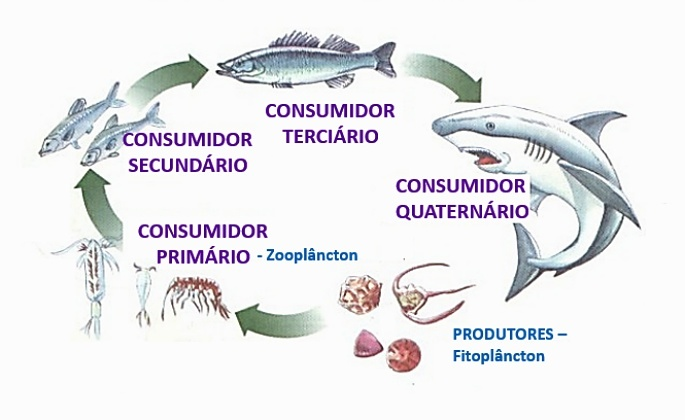 CONSUMIDOR
TERCIÁRIO
CONSUMIDOR
SECUNDÁRIO
CONSUMIDOR
QUATERNÁRIO
CONSUMIDOR
PRIMÁRIO - Zooplâncton
PRODUTORES –
Fitoplâncton